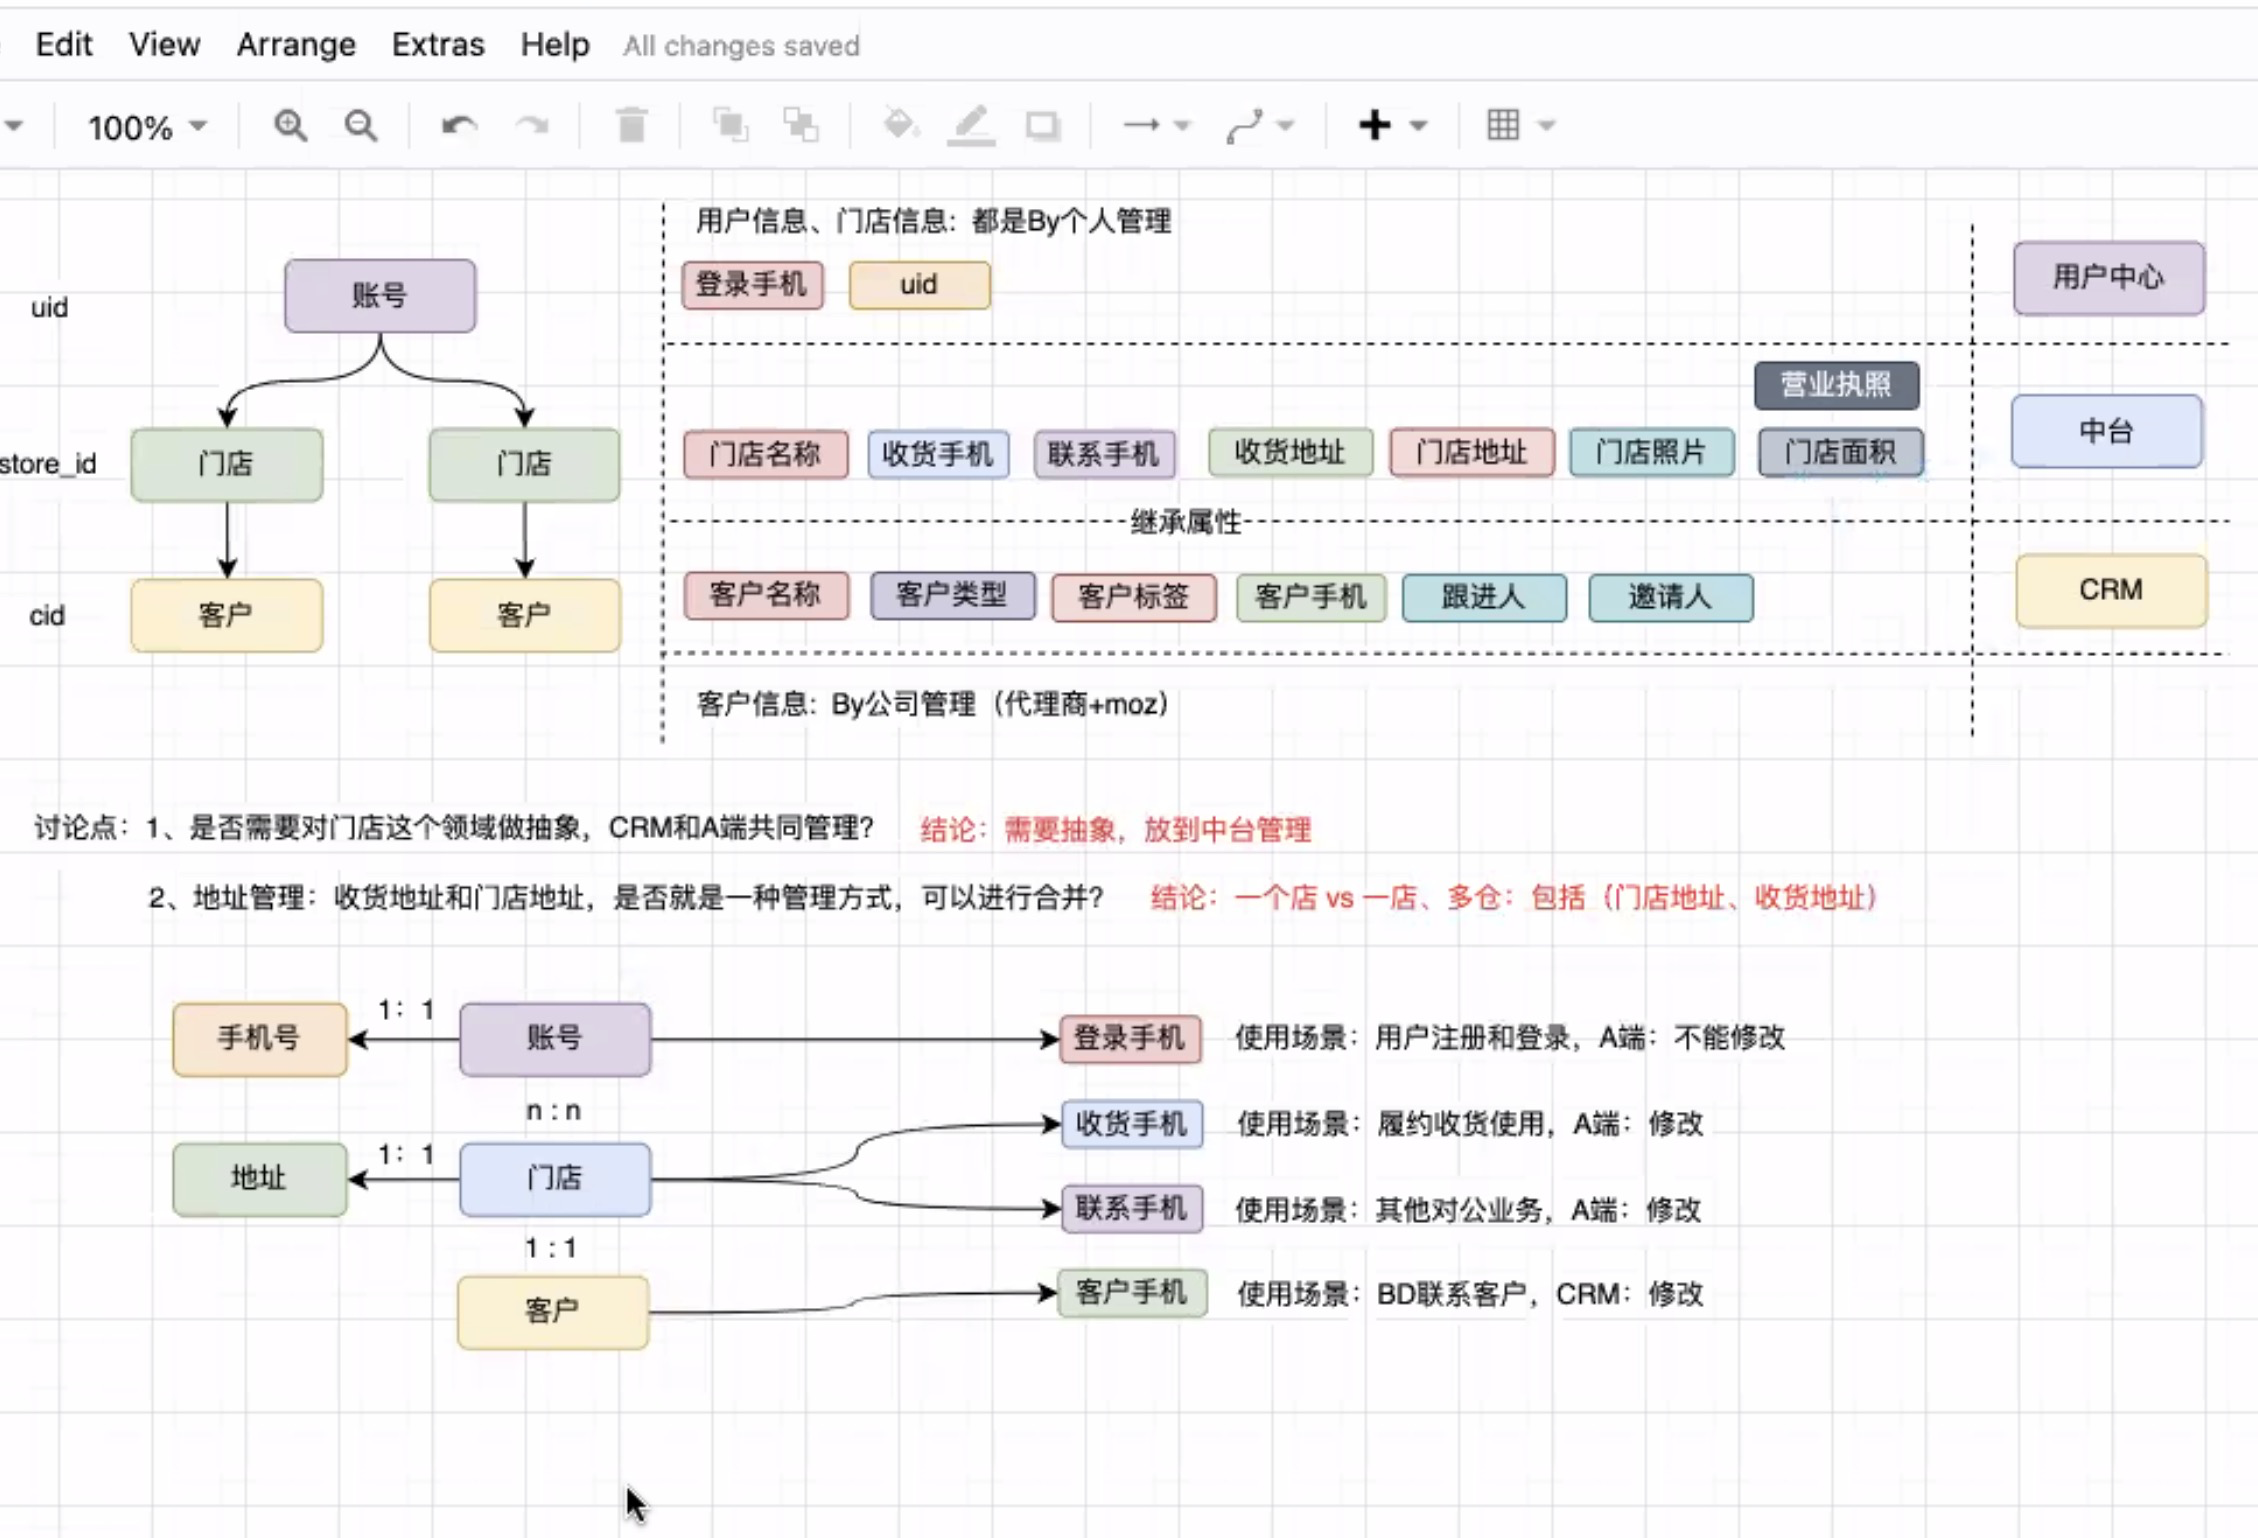 Edit View Arrange Extras Help All changes saved
100%
用户信息、门店信息：都是By个人管理
uid
账号
登录手机 uid
用户中心
营业执照
store_id
门店 门店
门店名称 收货手机 联系手机 收货地址 门店地址 门店照片 门店面积
中台
继承属性
cid
客户 客户
客户名称 客户类型 客户标签 客户手机 跟进人 邀请人
CRM
客户信息：By公司管理（代理商+moz）
讨论点：1、是否需要对门店这个领域做抽象，CRM和A端共同管理？ 结论：需要抽象，放到中台管理
2、地址管理：收货地址和门店地址，是否就是一种管理方式，可以进行合并？ 结论：一个店 vs 一店、多仓：包括（门店地址、收货地址）
手机号 1：1 账号 登录手机 使用场景：用户注册和登录，A端：不能修改
n : n
收货手机 使用场景：履约收货使用，A端：修改
地址 1：1 门店
联系手机 使用场景：其他对公业务，A端：修改
1 : 1
客户 客户手机 使用场景：BD联系客户，CRM：修改